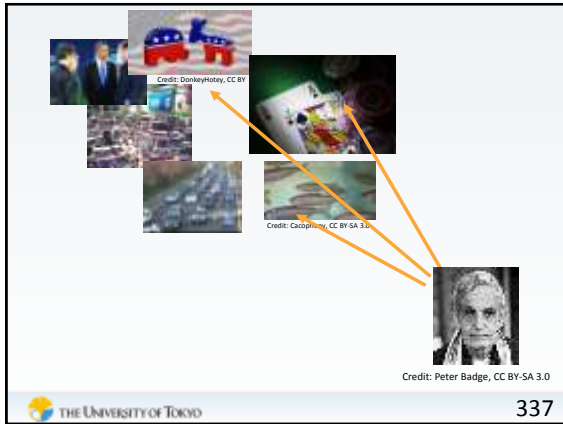 Credit: DonkeyHotey, CC BY
Credit: Cacophony, CC BY-SA 3.0
Credit: Peter Badge, CC BY-SA 3.0
THE UNIVERSITY OF TOKYO
337